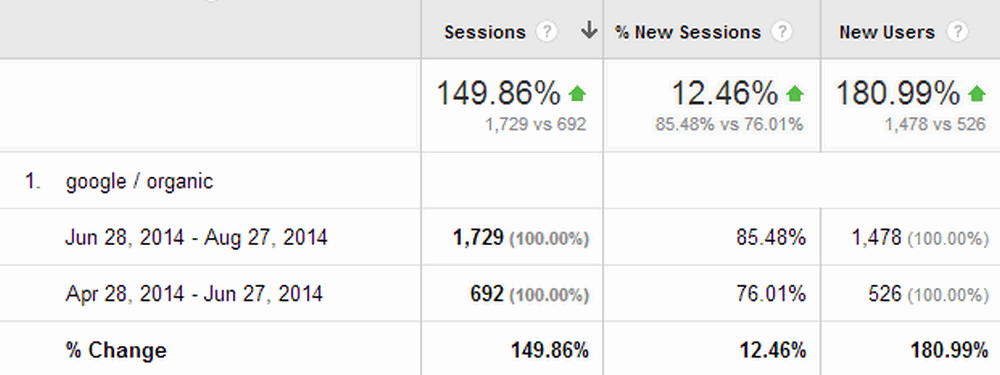 Sessions ? % New Sessions ? New Users ?
149.86% 12.46% 180.99%
1,729 vs 692 85.48% vs 76.01% 1,478 vs 526
1. google / organic
Jun 28, 2014 - Aug 27, 2014 1,729 (100.00%) 85.48% 1,478 (100.00%)
Apr 28, 2014 - Jun 27, 2014 692 (100.00%) 76.01% 526 (100.00%)
% Change 149.86% 12.46% 180.99%